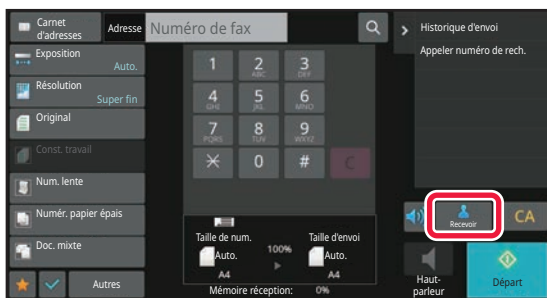 Carnet
d'adresses
Adresse
Numéro de fax
Historique d'envoi
Appeler numéro de rech.
Exposition
Auto.
Résolution
Super fin
Original
Const. travail
Num. lente
Numér. papier
épais
Doc. mixte
Autres
1
2
ABC
3
DEF
4
GHI
5
JKL
6
MNO
7
PQRS
8
TUV
9
WXYZ
0
#
C
Taille de num.
100%
Taille d'envoi
Auto.
Auto.
A4
A4
Mémoire réception: 0%
Recevoir
CA
Haut-
parleur
Départ